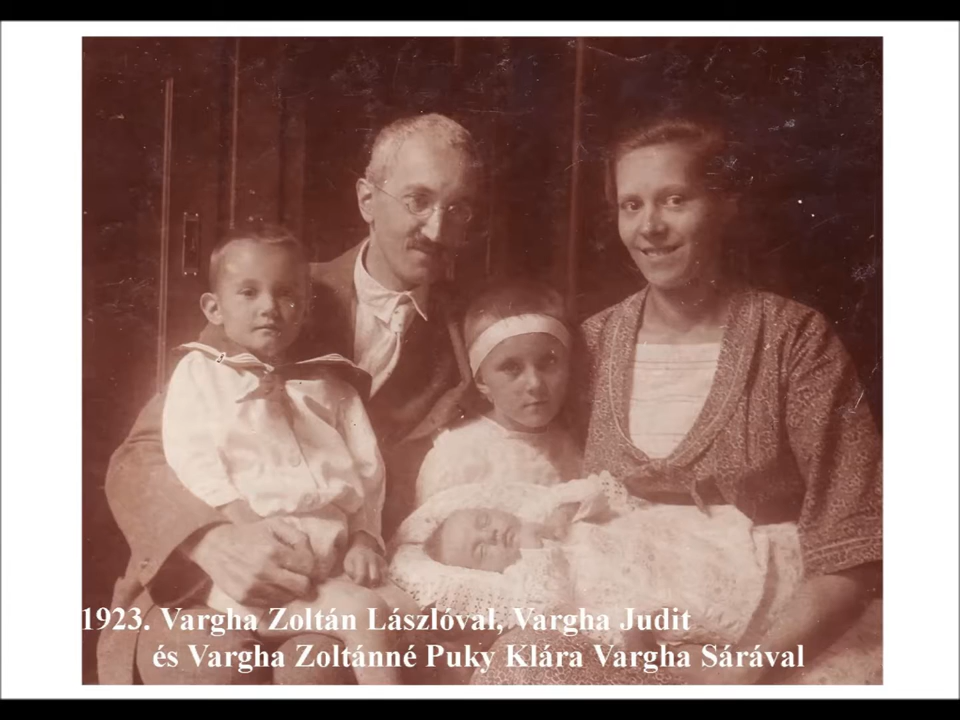 1923. Vargha Zoltán Lászlóval, Vargha Judit
és Vargha Zoltánné Puky Klára Vargha Sárával